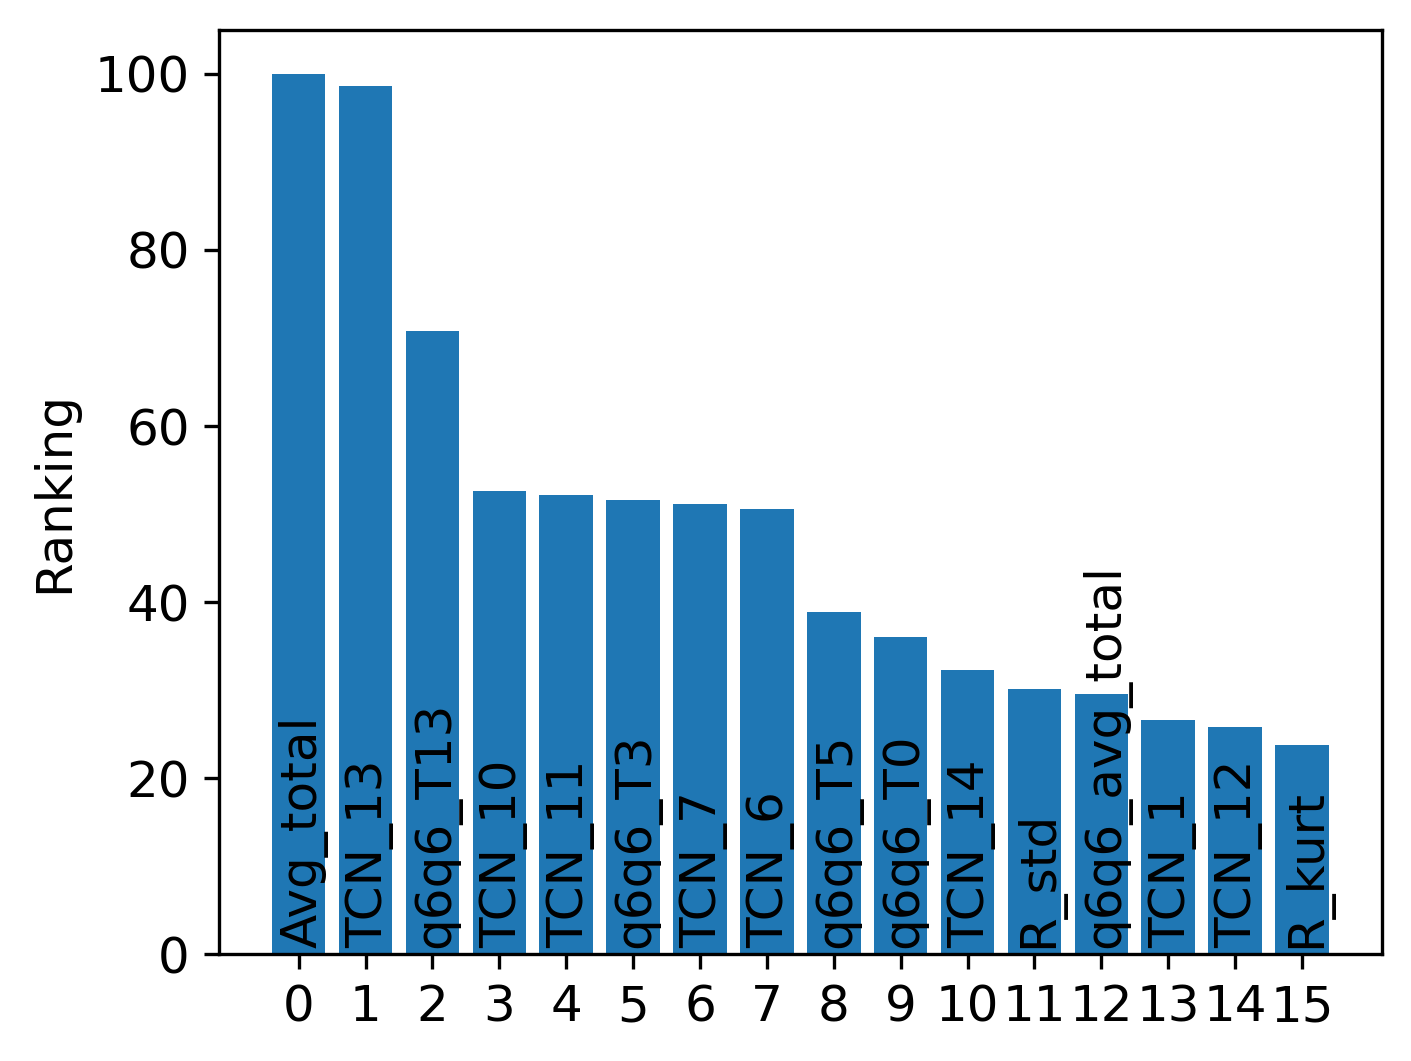 Ranking
100
80
60
40
20
0
Avg_total
TCN_13
q6q6_T13
TCN_10
TCN_11
q6q6_T3
TCN_7
TCN_6
q6q6_T5
q6q6_T0
TCN_14
R_std
q6q6_avg_total
TCN_1
TCN_12
R_kurt
0 1 2 3 4 5 6 7 8 9 10 11 12 13 14 15